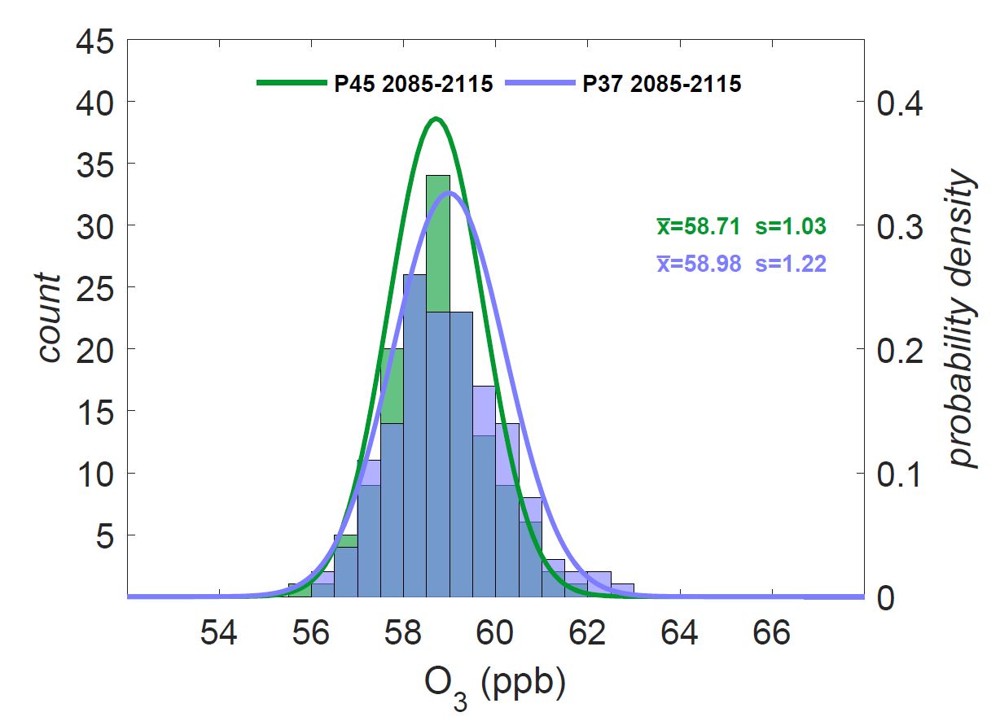 P45 2085-2115 P37 2085-2115
45
40
35
30
25
20
15
10
5
count
0.4
0.3
0.2
0.1
0
probability density
x̅=58.71 s=1.03
x̅=58.98 s=1.22
54 56 58 60 62 64 66
O₃ (ppb)